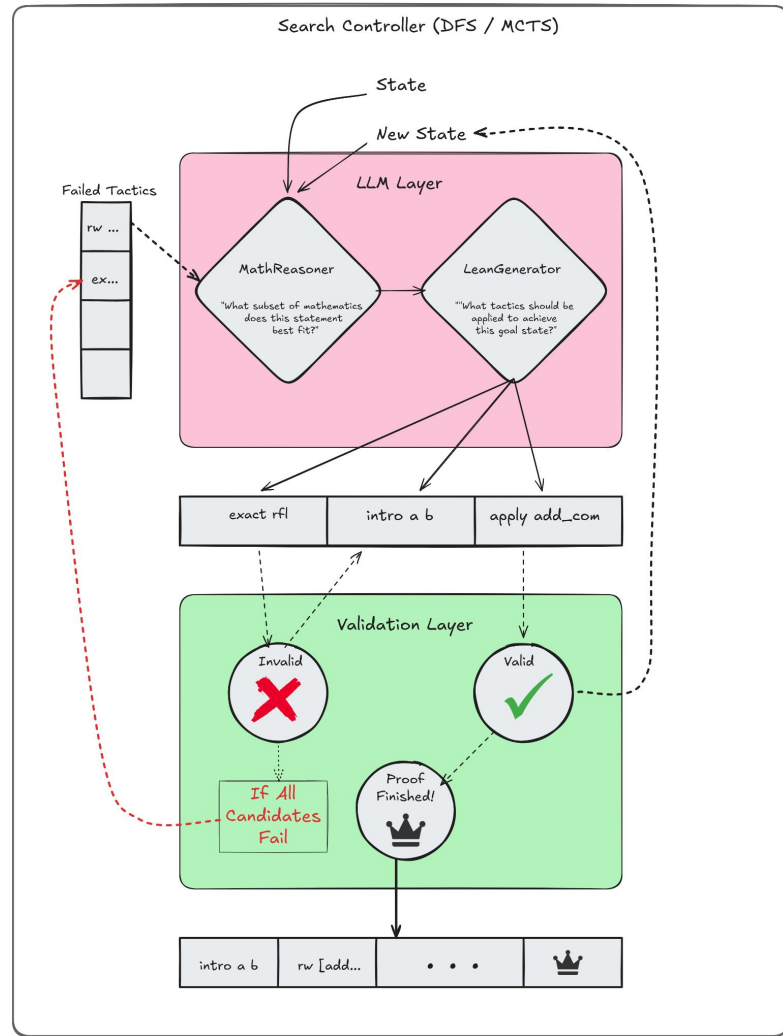 Search Controller (DFS / MCTS)
State
New State
LLM Layer
Failed Tactics
rw ...
ex...
MathReasoner
"What subset of mathematics
does this statement
best fit?"
LeanGenerator
""What tactics should be
applied to achieve
this goal state?"
exact rfl
intro a b
apply add_com
Validation Layer
Invalid
Valid
If All
Candidates
Fail
Proof
Finished!
intro a b
rw [add...
• • •